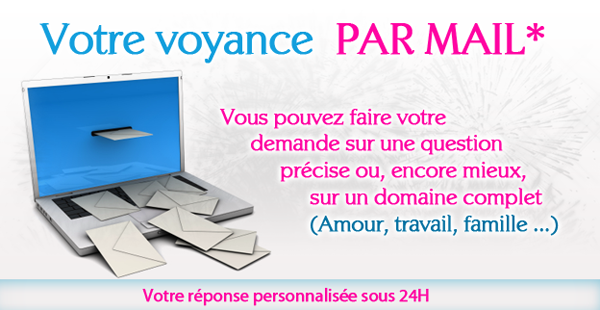 Votre voyance PAR MAIL*
Vous pouvez faire votre
demande sur une question
précise ou, encore mieux,
sur un domaine complet
(Amour, travail, famille ...)
Votre réponse personnalisée sous 24H